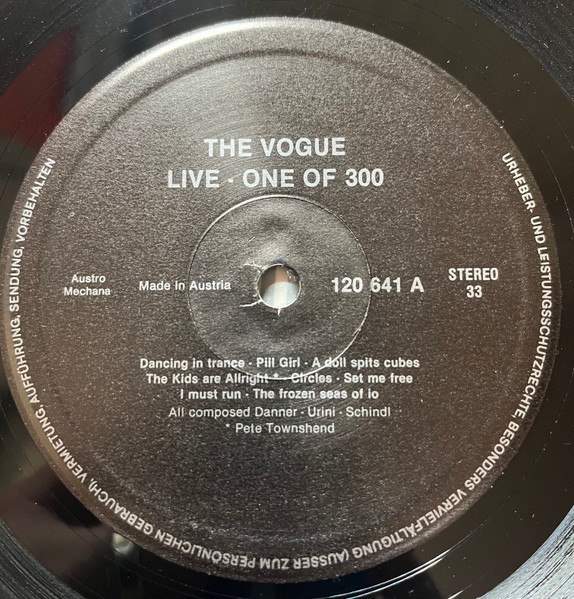 THE VOGUE
LIVE - ONE OF 300
Austro
Mechana
Made in Austria
120 641 A
STEREO
33
Dancing in trance - Pill Girl - A doll spits cubes
The Kids are Allright * - Circles - Set me free
I must run - The frozen seas of io
All composed Danner - Urini - Schindl
* Pete Townshend
URHEBER- UND LEISTUNGSSCHUTZRECHTE, BESONDERS VERVIELFÄLTIGUNG (AUSSER ZUM PERSÖNLICHEN GEBRAUCH), VERMIETUNG, AUFFÜHRUNG, SENDUNG, VORBEHALTEN